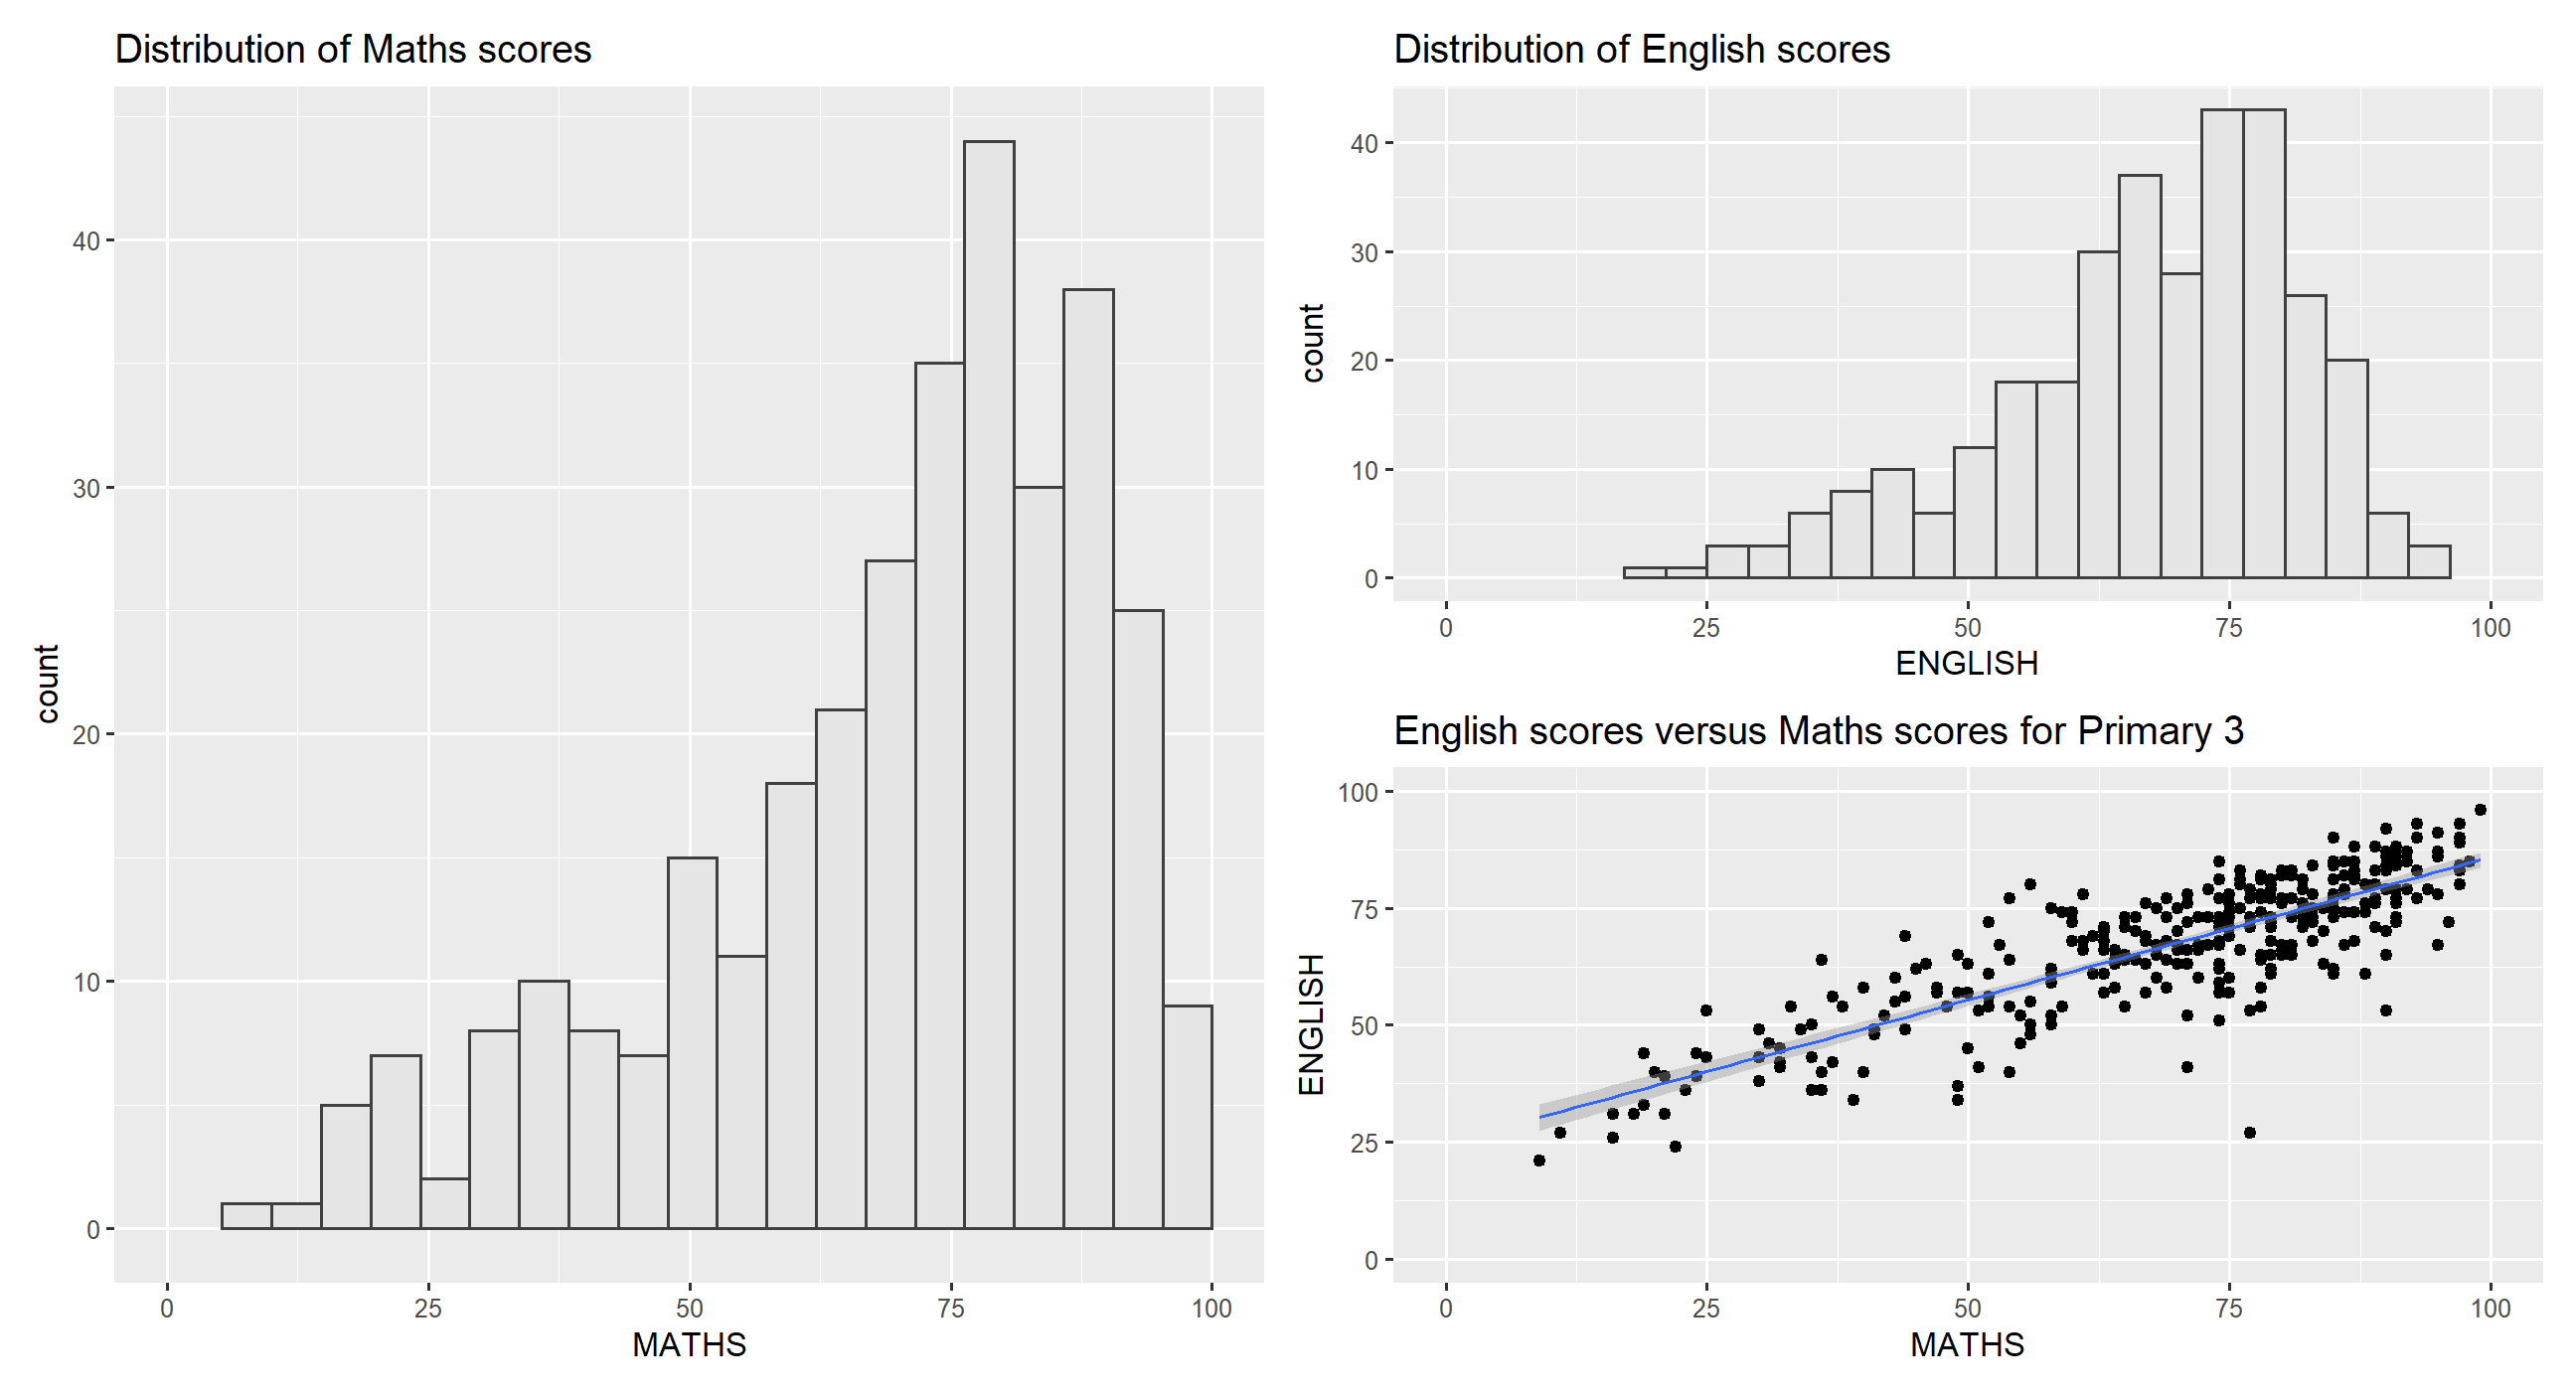 Distribution of Maths scores
count
40
30
20
10
0
0 25 50 75 100
MATHS
Distribution of English scores
count
40
30
20
10
0
0 25 50 75 100
ENGLISH
English scores versus Maths scores for Primary 3
ENGLISH
100
75
50
25
0
0 25 50 75 100
MATHS